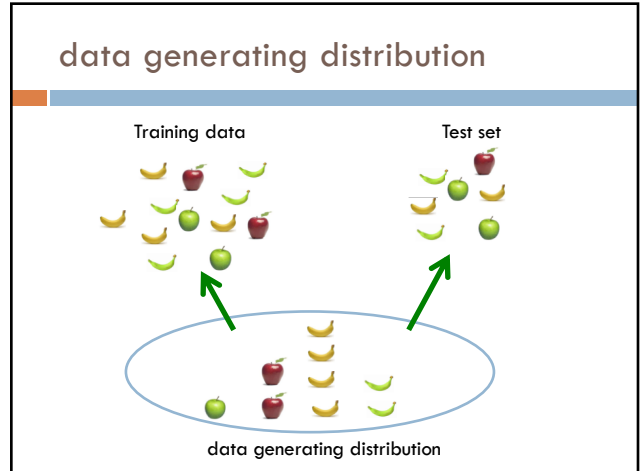 data generating distribution
Training data
Test set
data generating distribution